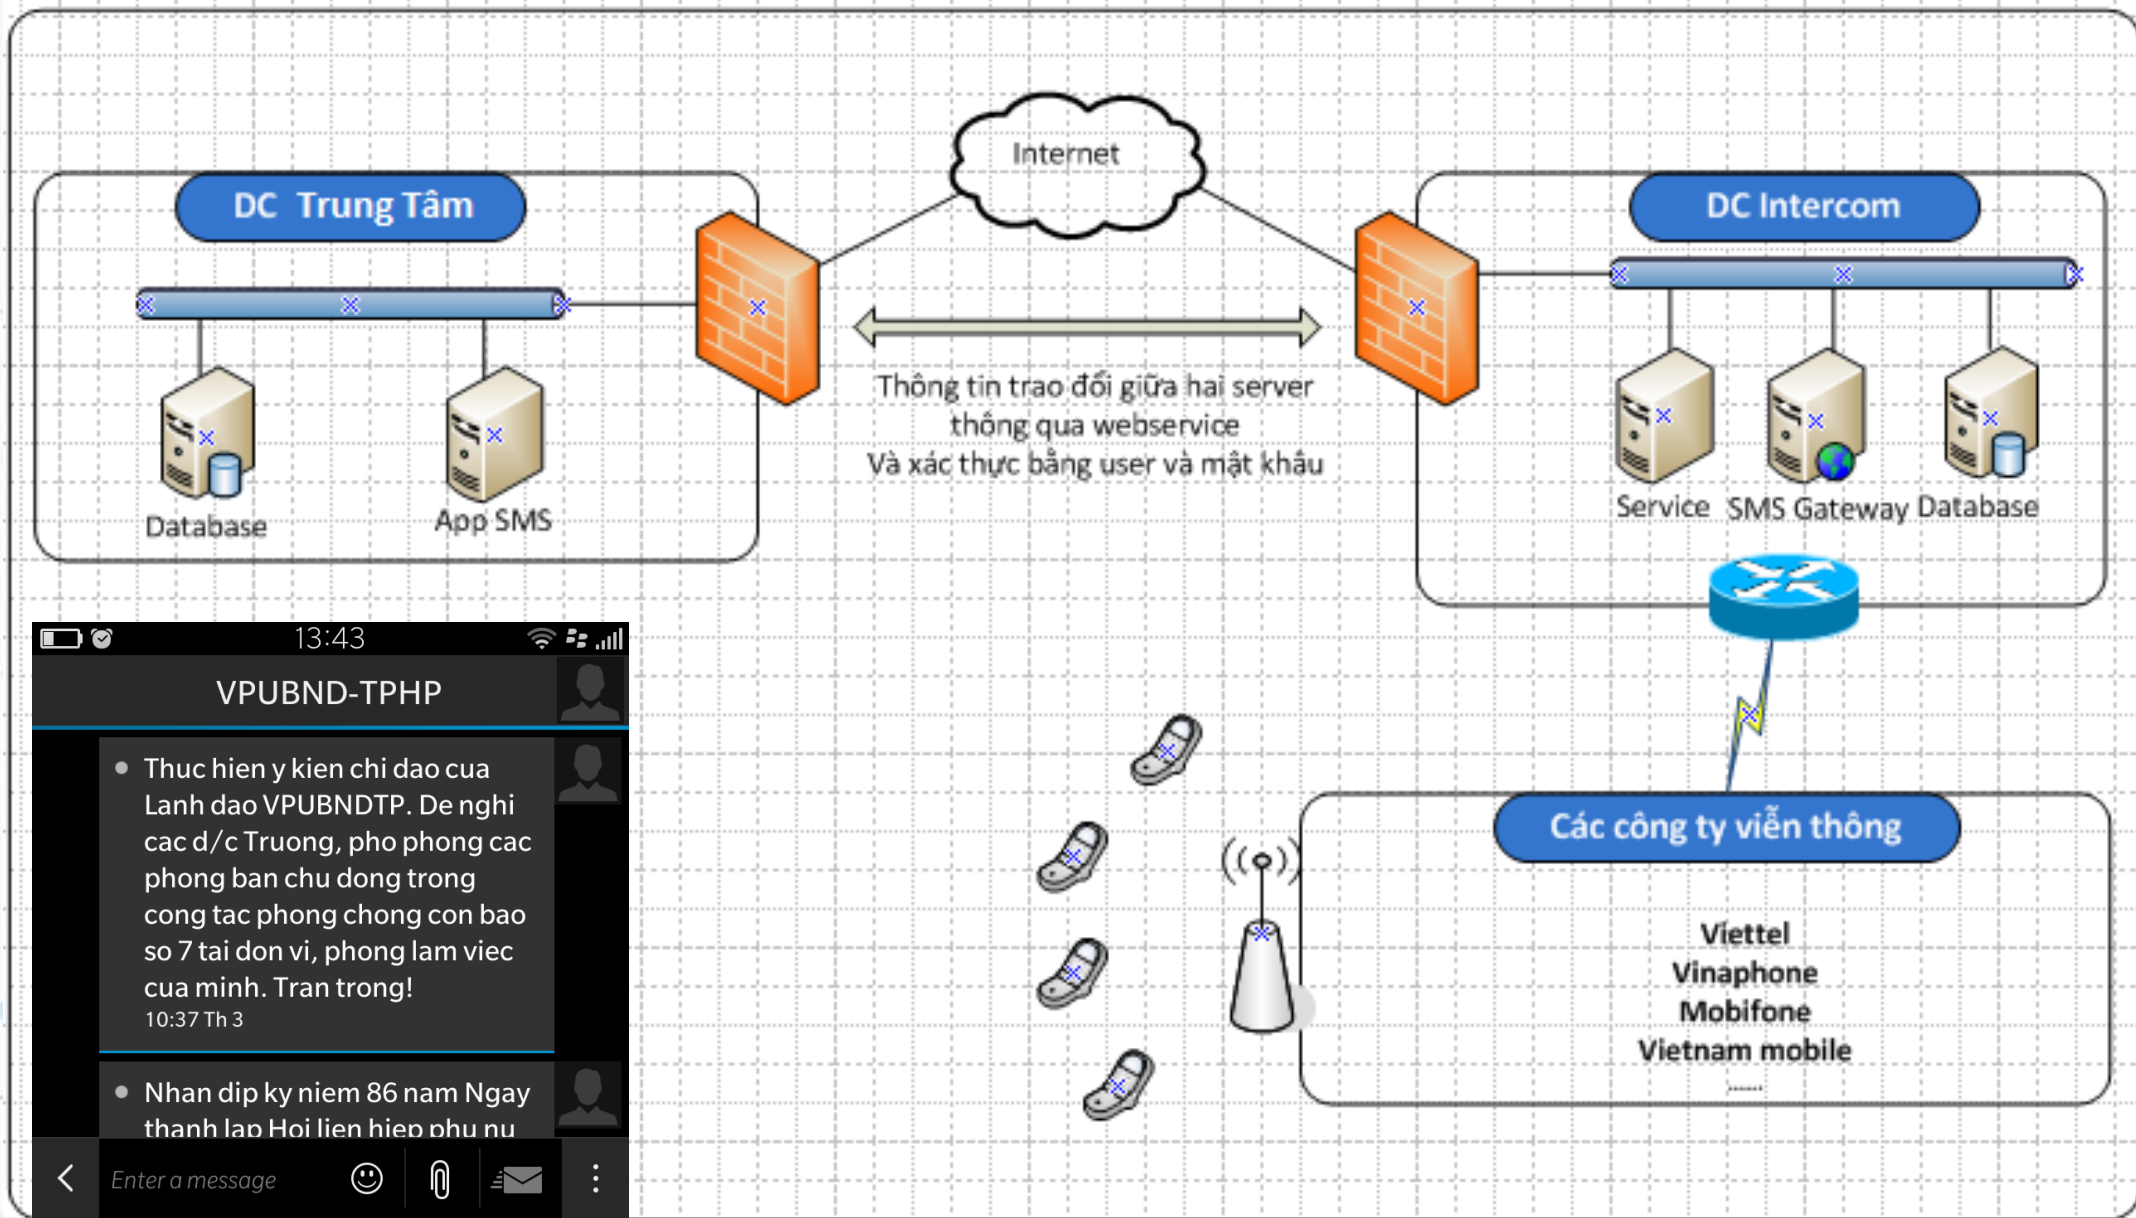 Internet
DC Trung Tâm
DC Intercom
Thông tin trao đổi giữa hai server
thông qua webservice
Và xác thực bằng user và mật khẩu
Database
App SMS
Service
SMS Gateway
Database
13:43
VPUBND-TPHP
Thuc hien y kien chi dao cua
Lanh dao VPUBNDTP. De nghi
cac d/c Truong, pho phong cac
phong ban chu dong trong
cong tac phong chong con bao
so 7 tai don vi, phong lam viec
cua minh. Tran trong!
10:37 Th 3
Nhan dip ky niem 86 nam Ngay
thanh lap Hoi lien hiep phu nu
Enter a message
Các công ty viễn thông
Viettel
Vinaphone
Mobifone
Vietnam mobile
......